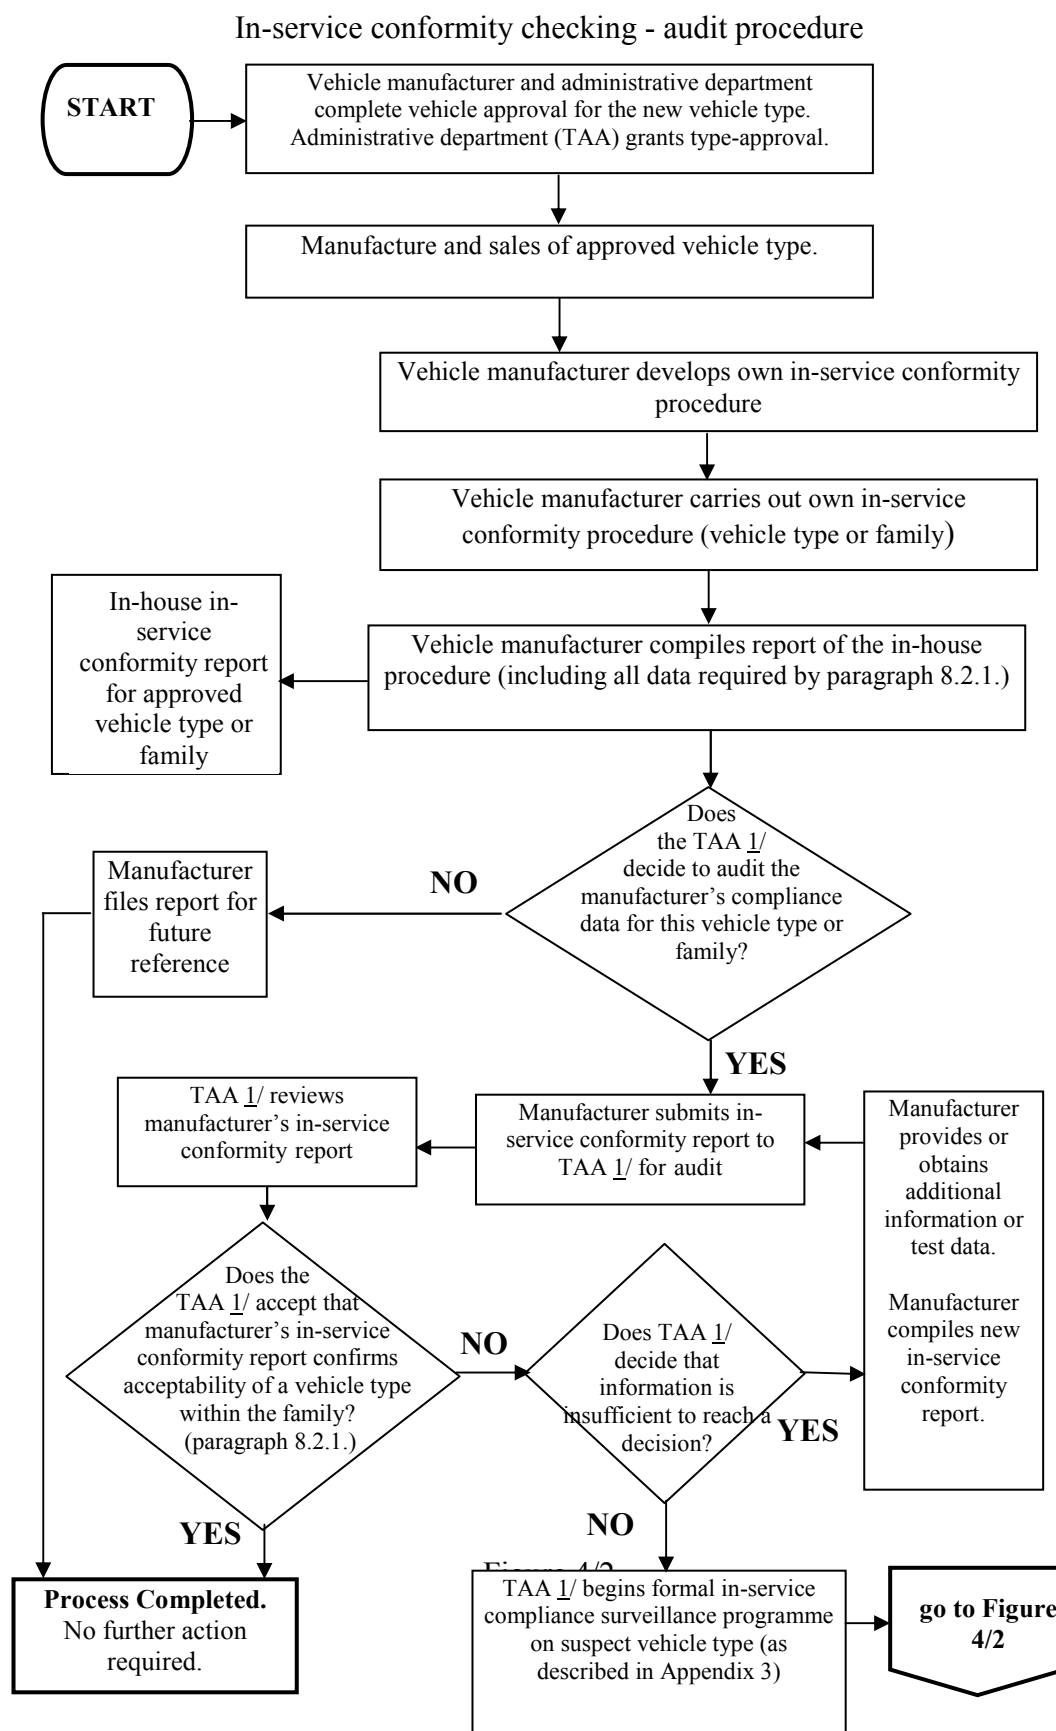 In-service conformity checking - audit procedure
START
Vehicle manufacturer and administrative department
complete vehicle approval for the new vehicle type.
Administrative department (TAA) grants type-approval.
Manufacture and sales of approved vehicle type.
Vehicle manufacturer develops own in-service conformity
procedure
Vehicle manufacturer carries out own in-service
conformity procedure (vehicle type or family)
In-house in-
service
conformity report
for approved
vehicle type or
family
Vehicle manufacturer compiles report of the in-house
procedure (including all data required by paragraph 8.2.1.)
Does
the TAA 1/
decide to audit the
manufacturer’s compliance
data for this vehicle type or
family?
NO
Manufacturer
files report for
future
reference
YES
TAA 1/ reviews
manufacturer’s in-service
conformity report
Manufacturer submits in-
service conformity report to
TAA 1/ for audit
Manufacturer
provides or
obtains
additional
information or
test data.
Manufacturer
compiles new
in-service
conformity
report.
Does the
TAA 1/ accept that
manufacturer’s in-service
conformity report confirms
acceptability of a vehicle type
within the family?
(paragraph 8.2.1.)
NO
Does TAA 1/
decide that
information is
insufficient to reach a
decision?
YES
YES
NO
Figure 4/2
Process Completed.
No further action
required.
TAA 1/ begins formal in-service
compliance surveillance programme
on suspect vehicle type (as
described in Appendix 3)
go to Figure
4/2